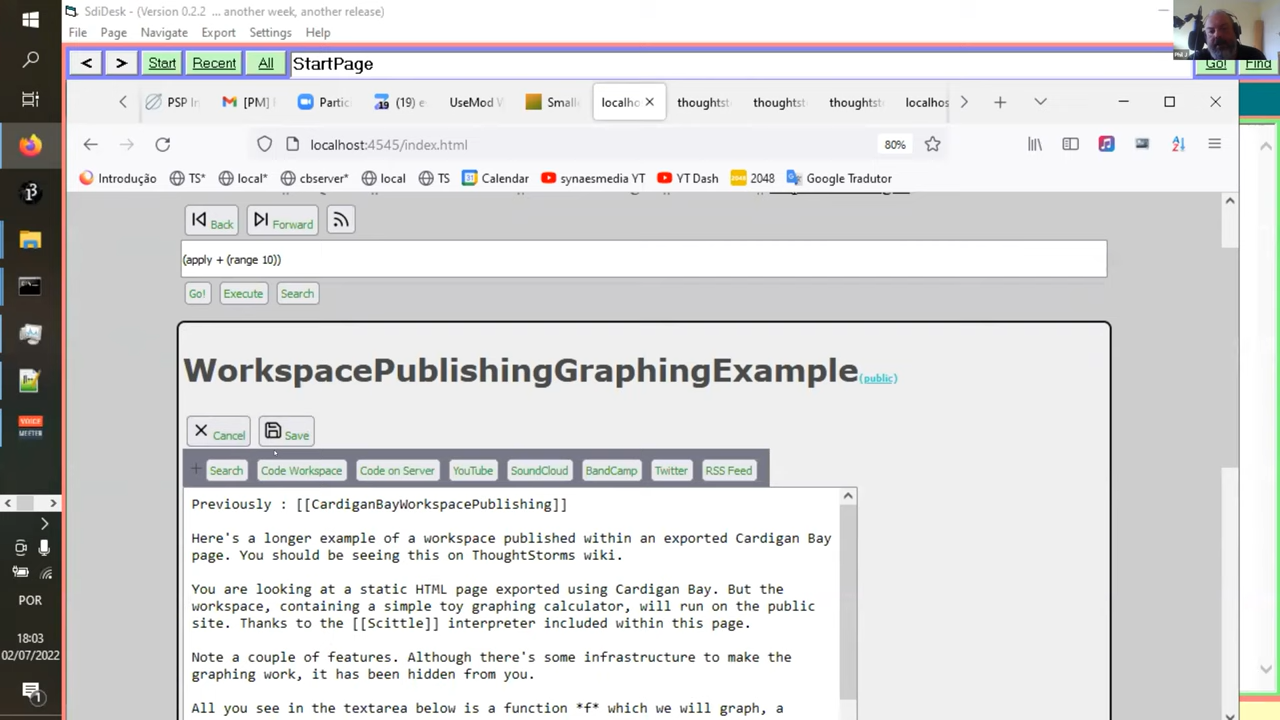 SdiDesk - (Version 0.2.2 ... another week, another release)
File Page Navigate Export Settings Help
< > Start Recent All StartPage Go! Find
PSP In [PM] Partici (19) e UseMod Smalle localho thoughtst thoughtst thoughtst localhos
localhost:4545/index.html 80%
Introdução TS* local* cbserver* local TS Calendar synaesmedia YT YT Dash 2048 Google Tradutor
Back Forward
(apply + (range 10))
Go! Execute Search
WorkspacePublishingGraphingExample (public)
Cancel Save
+ Search Code Workspace Code on Server YouTube SoundCloud BandCamp Twitter RSS Feed
Previously : [[CardiganBayWorkspacePublishing]]
Here's a longer example of a workspace published within an exported Cardigan Bay
page. You should be seeing this on ThoughtStorms wiki.
You are looking at a static HTML page exported using Cardigan Bay. But the
workspace, containing a simple toy graphing calculator, will run on the public
site. Thanks to the [[Scittle]] interpreter included within this page.
Note a couple of features. Although there's some infrastructure to make the
graphing work, it has been hidden from you.
All you see in the textarea below is a function *f* which we will graph, a
VOICE
MEETER
POR
18:03
02/07/2022